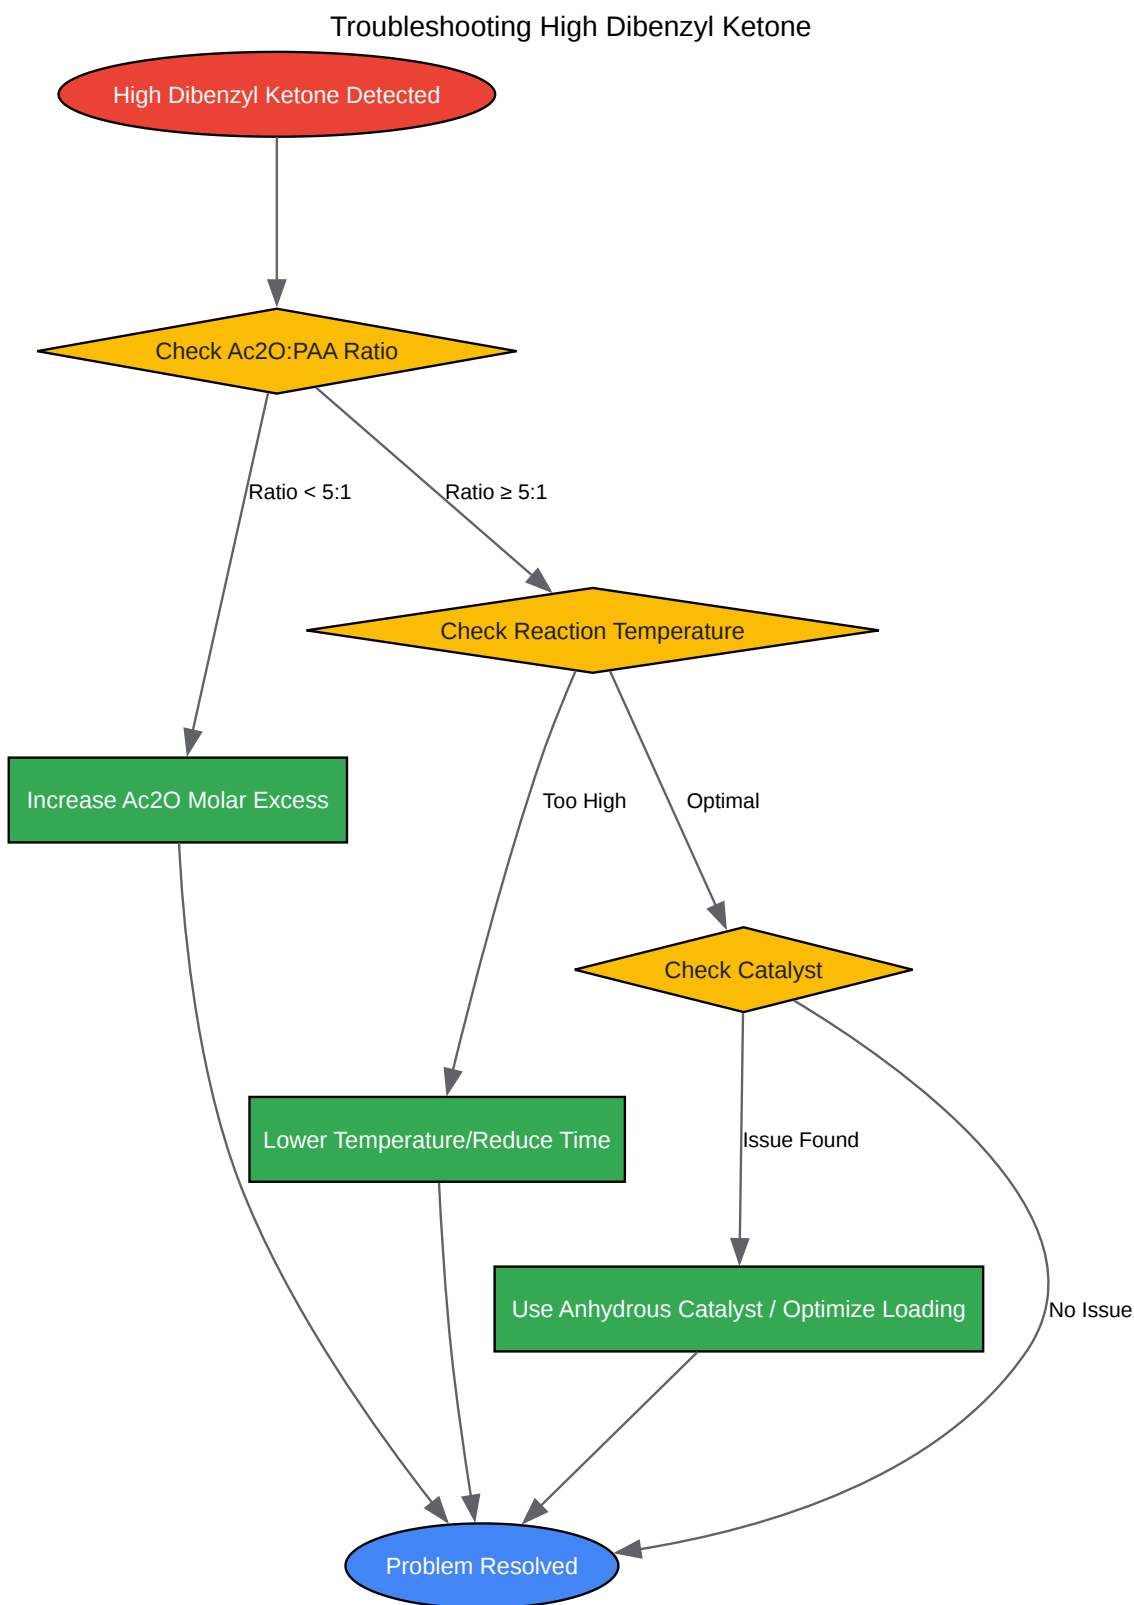 Troubleshooting High Dibenzyl Ketone
High Dibenzyl Ketone Detected
Check Ac2O:PAA Ratio
Ratio < 5:1
Ratio ≥ 5:1
Check Reaction Temperature
Increase Ac2O Molar Excess
Too High
Optimal
Check Catalyst
Lower Temperature/Reduce Time
Issue Found
Use Anhydrous Catalyst / Optimize Loading
No Issue
Problem Resolved